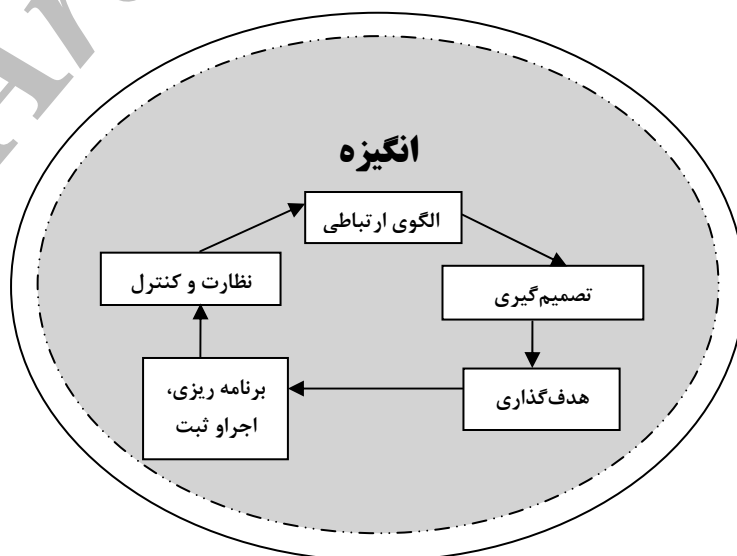 انگیزه
الگوی ارتباطی
تصمیم‌گیری
هدف‌گذاری
برنامه ریزی،
اجراو ثبت
نظارت و کنترل